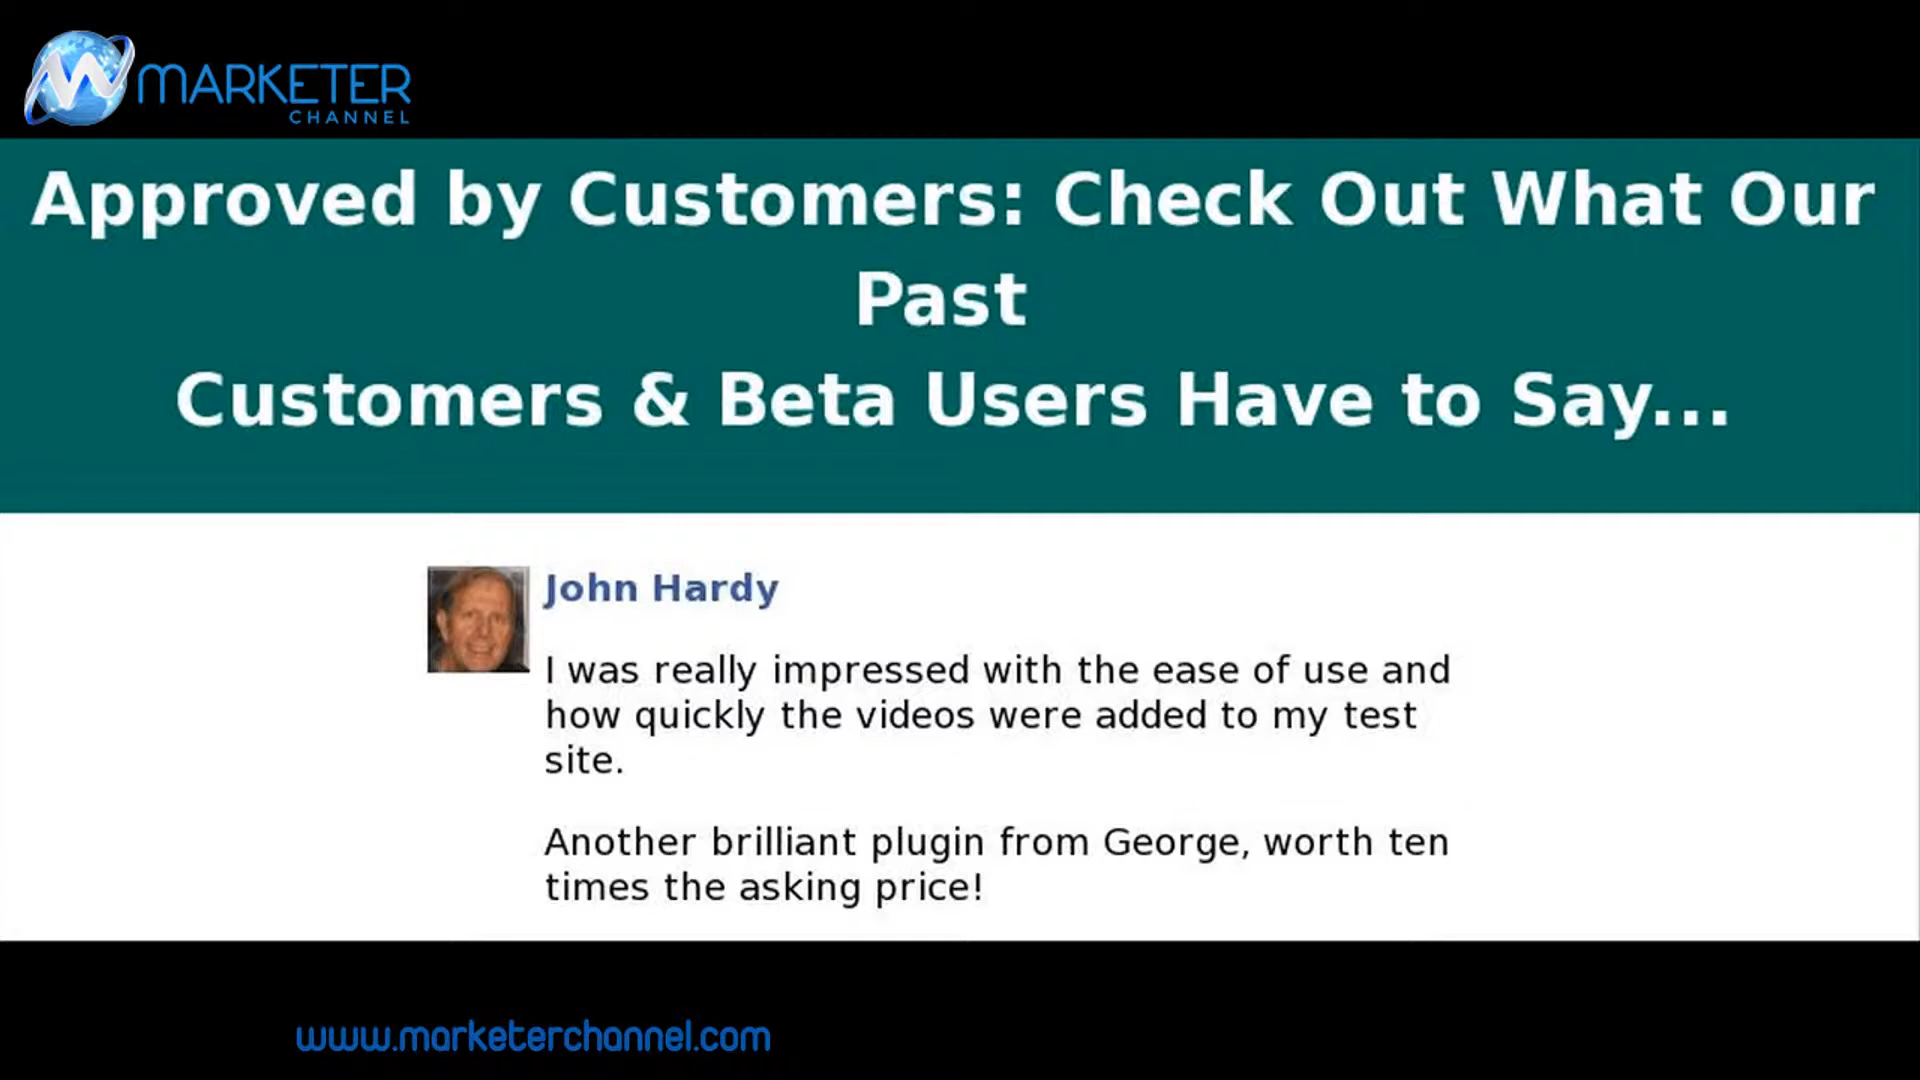 MARKETER
CHANNEL
Approved by Customers: Check Out What Our
Past
Customers & Beta Users Have to Say...
John Hardy
I was really impressed with the ease of use and
how quickly the videos were added to my test
site.
Another brilliant plugin from George, worth ten
times the asking price!
www.marketerchannel.com